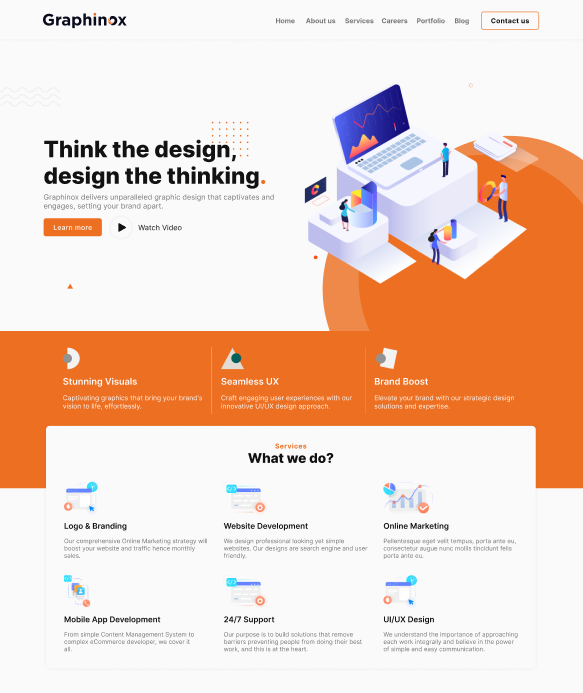 Graphinox
Home About us Services Careers Portfolio Blog Contact us
Think the design,
design the thinking.
Graphinox delivers unparalleled graphic design that captivates and
engages, setting your brand apart.
Learn more Watch Video
Stunning Visuals
Captivating graphics that bring your brand's
vision to life, effortlessly.
Seamless UX
Craft engaging user experiences with our
innovative UI/UX design approach.
Brand Boost
Elevate your brand with our strategic design
solutions and expertise.
Services
What we do?
Logo & Branding
Our comprehensive Online Marketing strategy will
boost your website and traffic hence monthly
sales.
Website Development
We design professional looking yet simple
websites. Our designs are search engine and user
friendly.
Online Marketing
Pellentesque eget velit tempus, porta ante eu,
consectetur augue nunc mollis tincidunt felis
porta ante eu.
Mobile App Development
From simple Content Management System to
complex eCommerce developer, we cover it
all.
24/7 Support
Our purpose is to build solutions that remove
barriers preventing people from doing their best
work, and this is at the heart.
UI/UX Design
We understand the importance of approaching
each work integrally and believe in the power
of simple and easy communication.